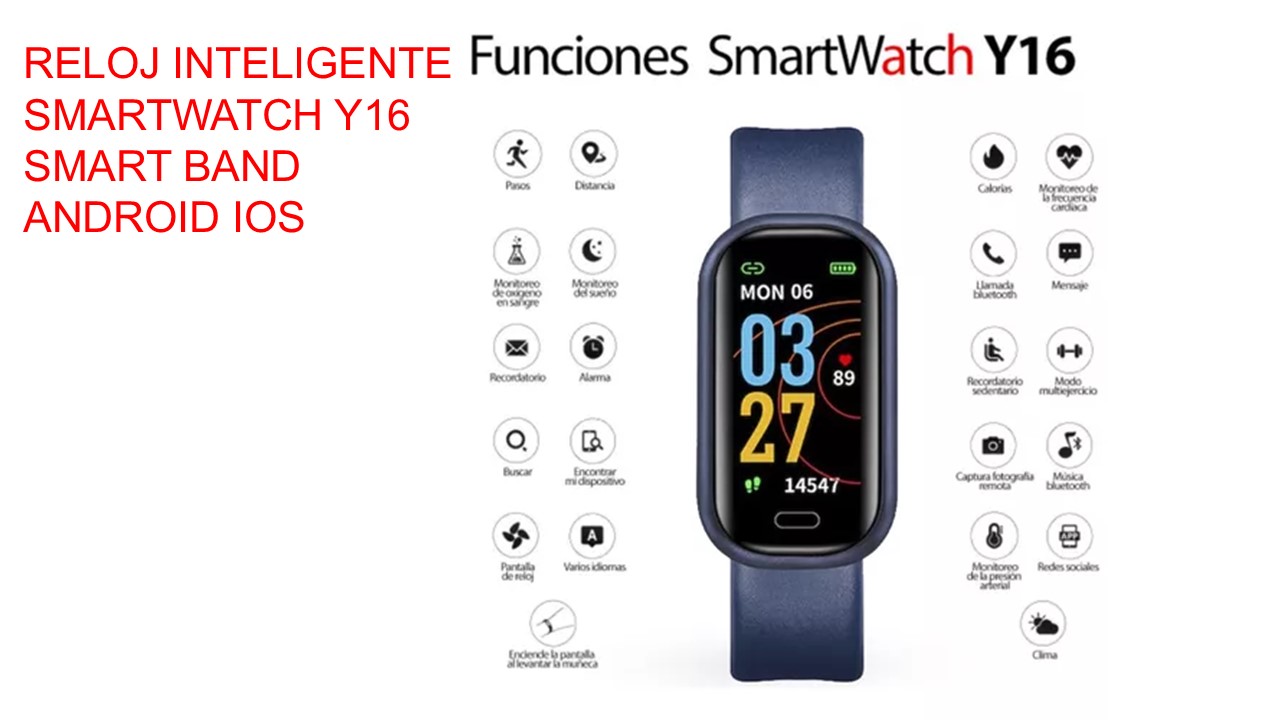 RELOJ INTELIGENTE
SMARTWATCH Y16
SMART BAND
ANDROID IOS
Funciones SmartWatch Y16
Pasos
Distancia
Monitoreo
de oxigeno
en sangre
Monitoreo
del sueño
Recordatorio
Alarma
Buscar
Encontrar
mi dispositivo
Pantalla
de reloj
A
Varios idiomas
Enciende la pantalla
al levantar la muñeca
MON 06
03
89
27
14547
Calorías
Monitoreo de
la frecuencia
cardíaca
Llamada
bluetooth
Mensaje
Recordatorio
sedentario
Modo
multiejercicio
Captura fotografía
remota
Música
bluetooth
Monitoreo
de la presión
arterial
APP
Redes sociales
Clima